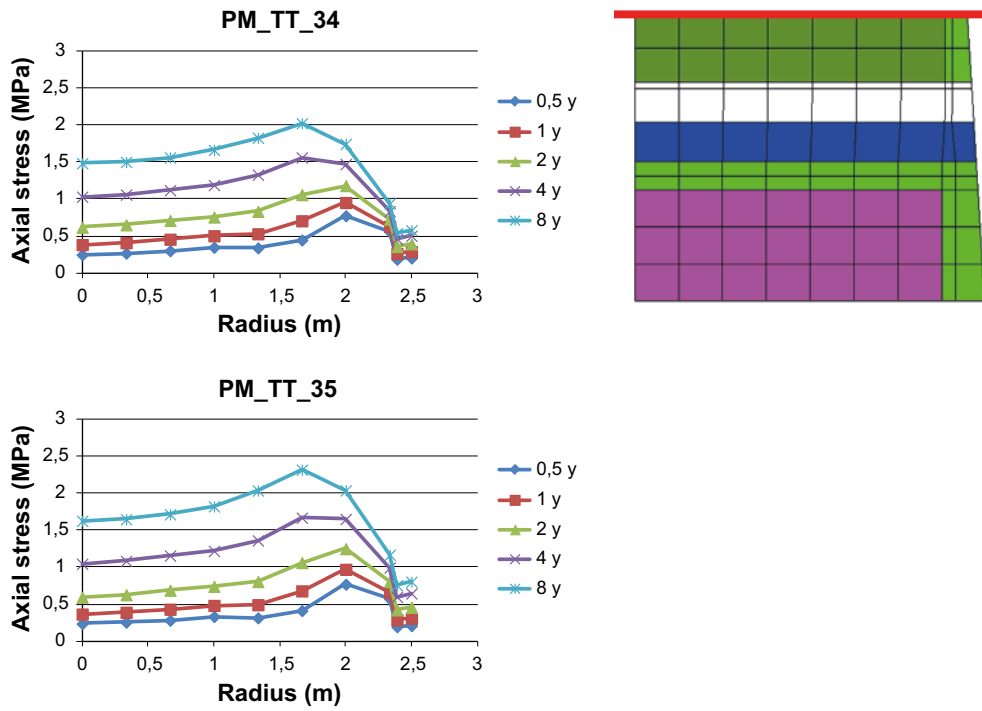 PM_TT_34
Axial stress (MPa)
3
2,5
2
1,5
1
0,5
0
0 0,5 1 1,5 2 2,5 3
Radius (m)
0,5 y
1 y
2 y
4 y
8 y
PM_TT_35
Axial stress (MPa)
3
2,5
2
1,5
1
0,5
0
0 0,5 1 1,5 2 2,5 3
Radius (m)
0,5 y
1 y
2 y
4 y
8 y